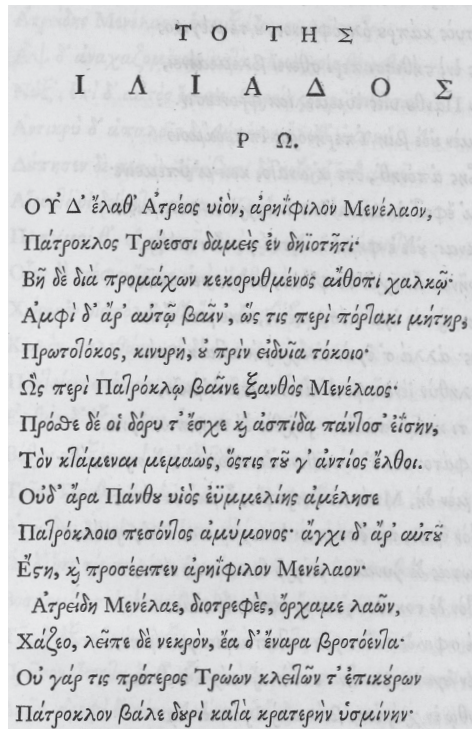 ΤΟ ΤΗΣ
ΙΛΙΑΔΟΣ
Ρ Ω.
ΟΥ̓Δ' ἔλαθ' Ἀτρέος υἱὸν, ἀρηΐφιλον Μενέλαον,
Πάτροκλος Τρώεσσι δαμεὶς ἐν δηϊοτῆτι·
Βῆ δὲ διὰ προμάχων κεκορυθμένος αἴθοπι χαλκῷ·
Ἀμφὶ δ' ἄρ' αὐτῷ βαῖν', ὥς τις περὶ πόρτακι μήτηρ,
Πρωτοτόκος, κινυρὴ, οὐ πρὶν εἰδυῖα τόκοιο·
Ὣς περὶ Πατρόκλῳ βαῖνε ξανθὸς Μενέλαος·
Πρόσθε δέ οἱ δόρυ τ' ἔσχε καὶ ἀσπίδα πάντοσ' ἐΐσην,
Τὸν κτάμεναι μεμαὼς, ὅστις τοῦ γ' ἀντίος ἔλθοι.
Οὐδ' ἄρα Πάνθου υἱὸς ἐϋμμελίης ἀμέλησε
Πατρόκλοιο πεσόντος ἀμύμονος· ἄγχι δ' ἄρ' αὐτοῦ
Ἔστη, καὶ προσέειπεν ἀρηΐφιλον Μενέλαον·
Ἀτρείδη Μενέλαε, διοτρεφὲς, ὄρχαμε λαῶν,
Χάζεο, λεῖπε δὲ νεκρὸν, ἔα δ' ἔναρα βροτόεντα·
Οὐ γάρ τις πρότερος Τρώων κλειτῶν τ' ἐπικούρων
Πάτροκλον βάλε δουρὶ κατὰ κρατερὴν ὑσμίνην·